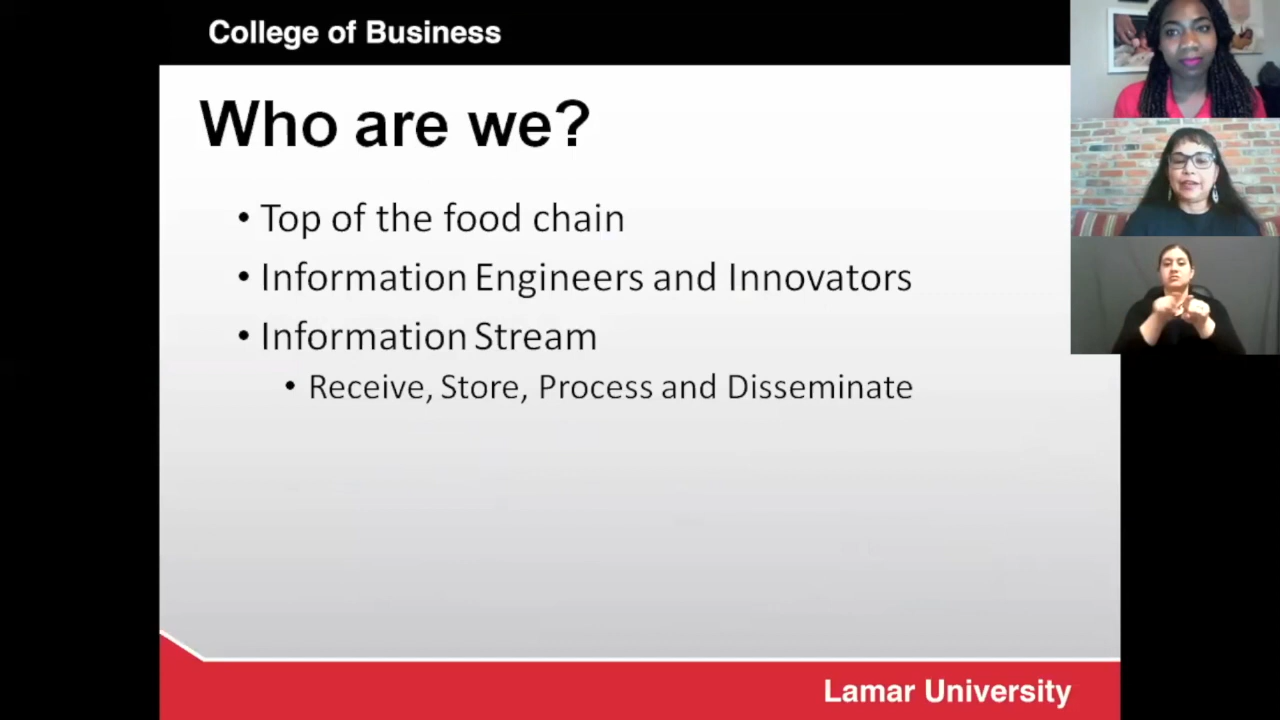 College of Business
Who are we?
• Top of the food chain
• Information Engineers and Innovators
• Information Stream
• Receive, Store, Process and Disseminate
Lamar University